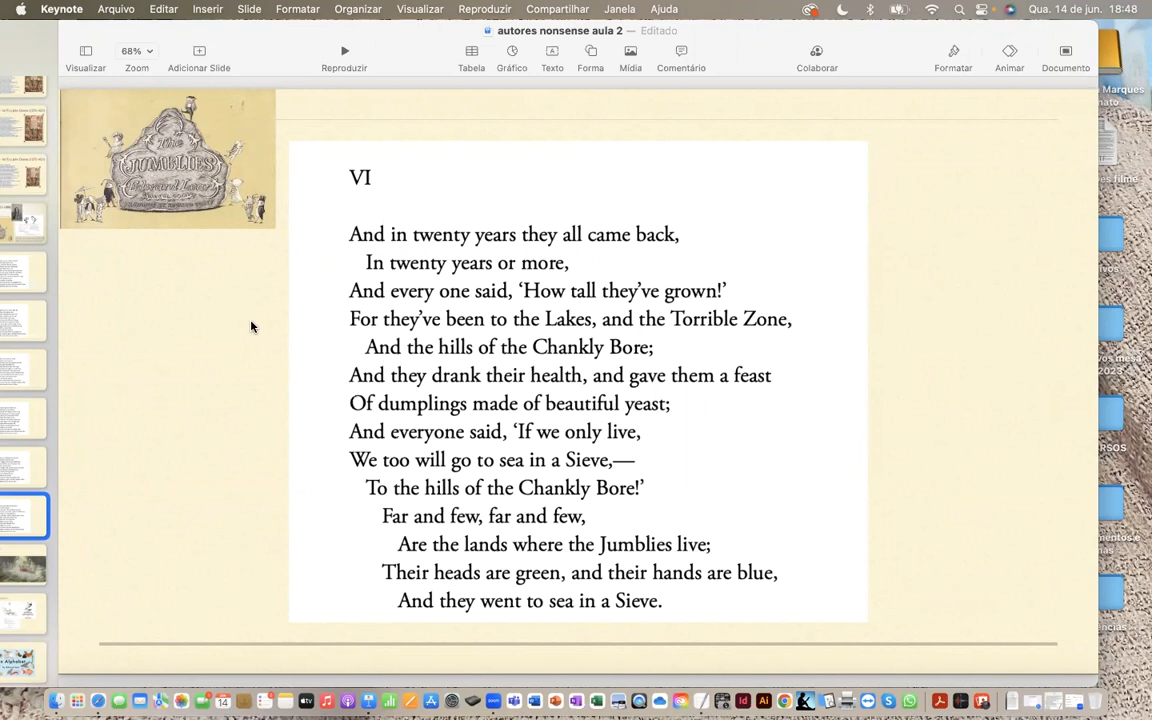 Keynote Arquivo Editar Inserir Slide Formatar Organizar Visualizar Reproduzir Compartilhar Janela Ajuda Qua. 14 de jun. 18:48
autores nonsense aula 2 — Editado
68%
Visualizar Zoom Adicionar Slide Reproduzir Tabela Gráfico Texto Forma Mídia Comentário Colaborar Formatar Animar Documento
The
JUMBLIES
VI
And in twenty years they all came back,
In twenty years or more,
And every one said, ‘How tall they’ve grown!’
For they’ve been to the Lakes, and the Torrible Zone,
And the hills of the Chankly Bore;
And they drank their health, and gave them a feast
Of dumplings made of beautiful yeast;
And everyone said, ‘If we only live,
We too will go to sea in a Sieve,—
To the hills of the Chankly Bore!’
Far and few, far and few,
Are the lands where the Jumblies live;
Their heads are green, and their hands are blue,
And they went to sea in a Sieve.
Marques
filme
2023